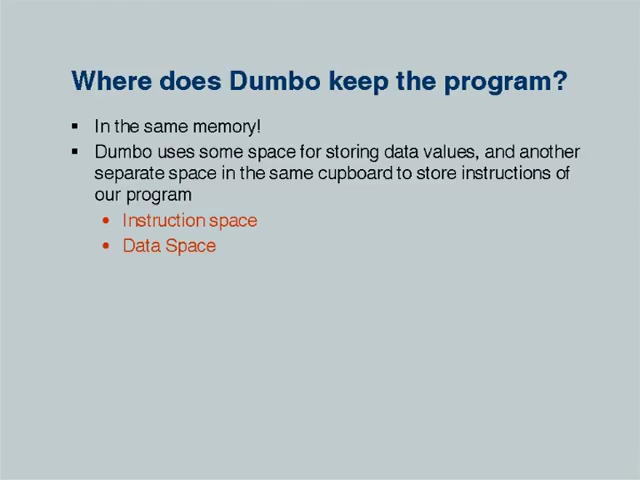 Where does Dumbo keep the program?
In the same memory!
Dumbo uses some space for storing data values, and another
separate space in the same cupboard to store instructions of
our program
Instruction space
Data Space